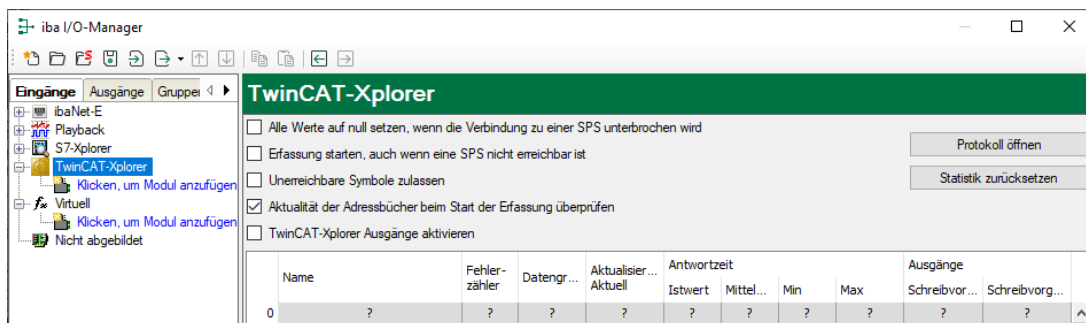 iba I/O-Manager
Eingänge Ausgänge Gruppe
TwinCAT-Xplorer
ibaNet-E
Playback
S7-Xplorer
TwinCAT-Xplorer
Klicken, um Modul anzufügen
Virtuell
Klicken, um Modul anzufügen
Nicht abgebildet
Alle Werte auf null setzen, wenn die Verbindung zu einer SPS unterbrochen wird
Erfassung starten, auch wenn eine SPS nicht erreichbar ist
Unerreichbare Symbole zulassen
Aktualität der Adressbücher beim Start der Erfassung überprüfen
TwinCAT-Xplorer Ausgänge aktivieren
Protokoll öffnen
Statistik zurücksetzen
Name Fehler- Datengr... Aktualisier... Antwortzeit Ausgänge
zähler Aktuell Istwert Mittel... Min Max Schreibvor... Schreibvorg...
0 ? ? ? ? ? ? ? ? ? ?